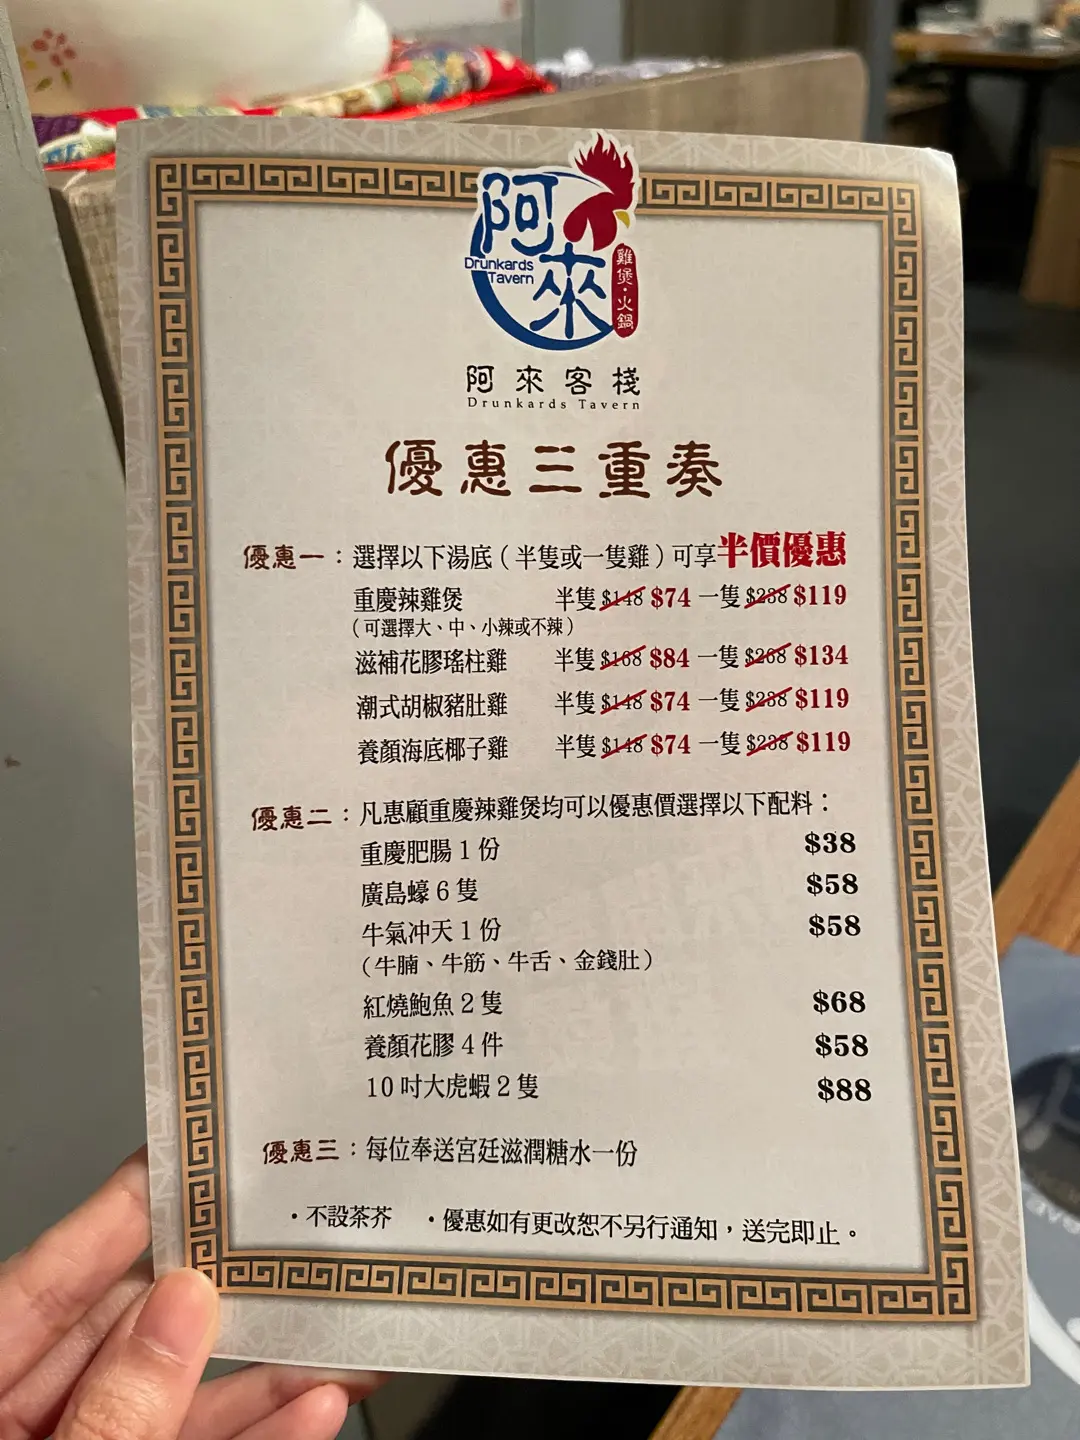 阿來
Drunkards
Tavern
雞煲·火鍋
阿來客棧
Drunkards Tavern
優惠三重奏
優惠一：選擇以下湯底（半隻或一隻雞）可享半價優惠
重慶辣雞煲 半隻 $148 $74 一隻 $238 $119
（可選擇大、中、小辣或不辣）
滋補花膠瑤柱雞 半隻 $168 $84 一隻 $268 $134
潮式胡椒豬肚雞 半隻 $148 $74 一隻 $238 $119
養顏海底椰子雞 半隻 $148 $74 一隻 $238 $119
優惠二：凡惠顧重慶辣雞煲均可以優惠價選擇以下配料：
重慶肥腸1份 $38
廣島蠔6隻 $58
牛氣冲天1份 $58
（牛腩、牛筋、牛舌、金錢肚）
紅燒鮑魚2隻 $68
養顏花膠4件 $58
10吋大虎蝦2隻 $88
優惠三：每位奉送宮廷滋潤糖水一份
·不設茶芥 ·優惠如有更改恕不另行通知，送完即止。